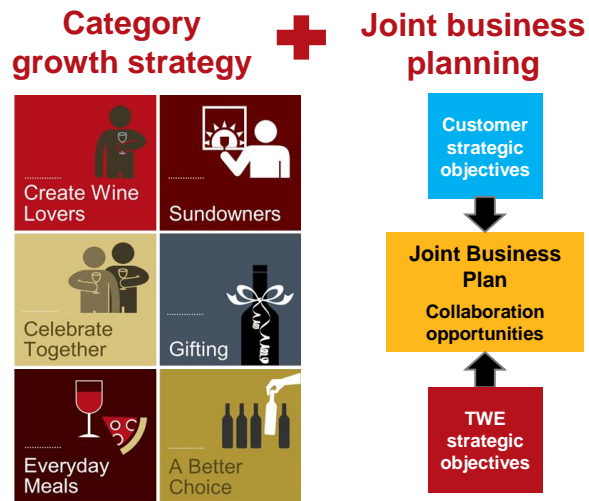 Category
growth strategy
Joint business
planning
Create Wine
Lovers
Sundowners
Celebrate
Together
Gifting
Everyday
Meals
A Better
Choice
Customer
strategic
objectives
Joint Business
Plan
Collaboration
opportunities
TWE
strategic
objectives